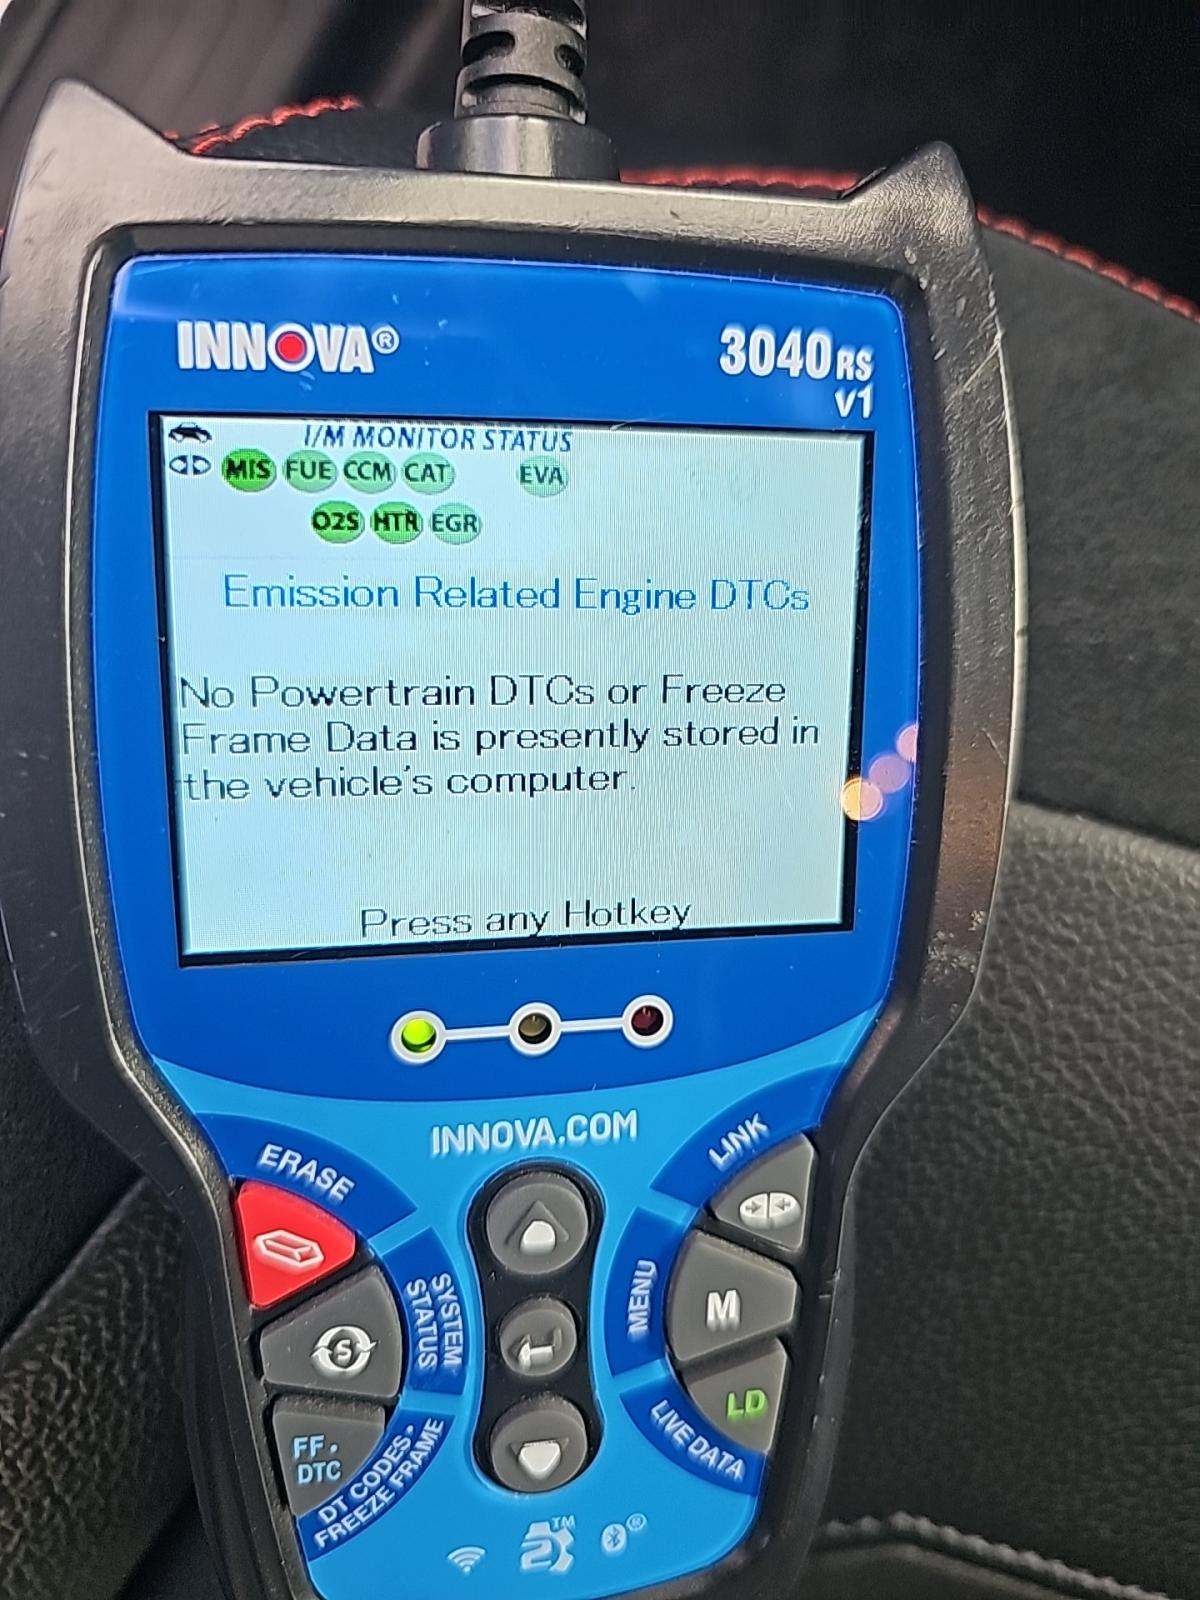 INNOVA®
3040RS
v1
I/M MONITOR STATUS
MIS FUE CCM CAT EVA
O2S HTR EGR
Emission Related Engine DTCs
No Powertrain DTCs or Freeze
Frame Data is presently stored in
the vehicle's computer.
Press any Hotkey
INNOVA.COM
ERASE
LINK
SYSTEM
STATUS
S
MENU
M
FF•
DTC
DT CODES•
FREEZE FRAME
LD
LIVE DATA
TM
®